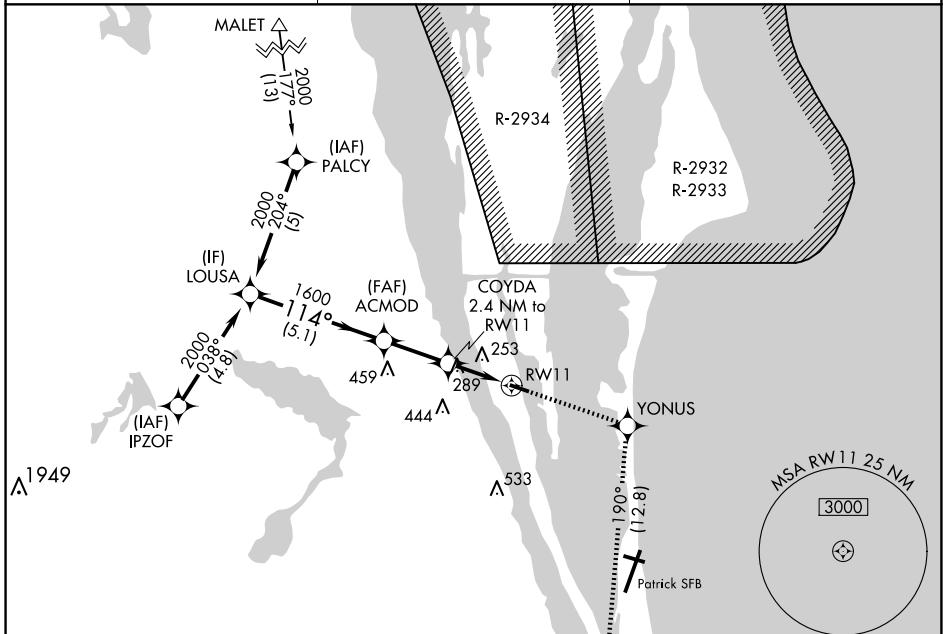 MALET
2000
177°
(13)
R-2934
(IAF)
PALCY
R-2932
R-2933
2000
204°
(5)
(IF)
LOUSA
1600
114°
(5.1)
(FAF)
ACMOD
COYDA
2.4 NM to
RW11
253
2000
038°
(4.8)
459
289
RW11
444
(IAF)
IPZOF
YONUS
1949
533
190°
(12.8)
Patrick SFB
MSA RW11 25 NM
3000